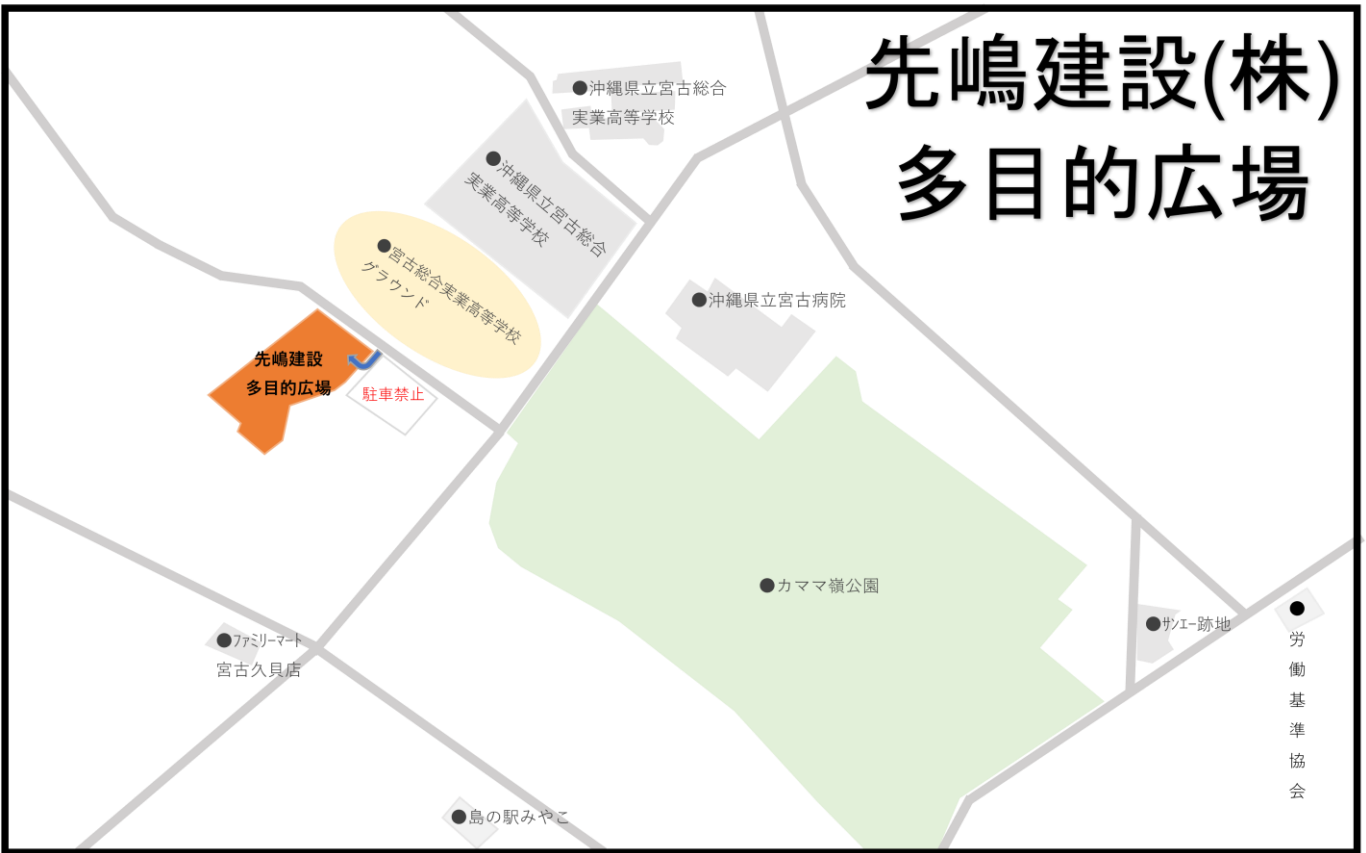 先嶋建設(株)
多目的広場
●沖縄県立宮古総合
実業高等学校
●沖縄県立宮古総合
実業高等学校
●宮古総合実業高等学校
グラウンド
●沖縄県立宮古病院
先嶋建設
多目的広場
駐車禁止
●カママ嶺公園
●ファミリーマート
宮古久貝店
●サンエー跡地
●
労
働
基
準
協
会
●島の駅みやこ